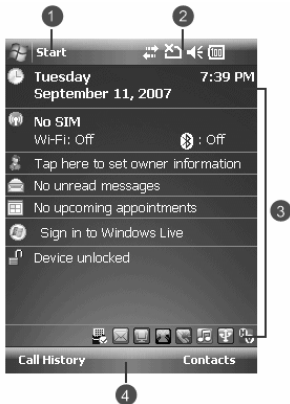 1
2
Start
100
Tuesday
7:39 PM
September 11, 2007
No SIM
Wi-Fi: Off
: Off
Tap here to set owner information
3
No unread messages
No upcoming appointments
Sign in to Windows Live
Device unlocked
Call History
Contacts
4